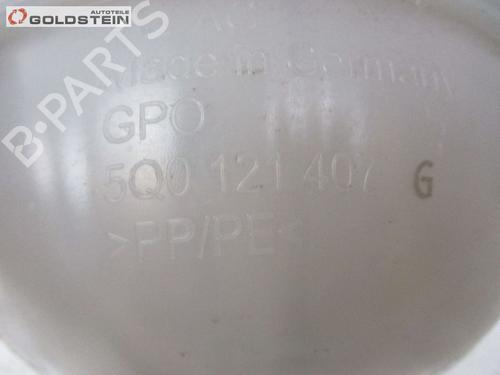 AUTOTEILE
GOLDSTEIN
B-PARTS
Made in Germany
GPO
5Q0 121 407 G
>PP/PE<